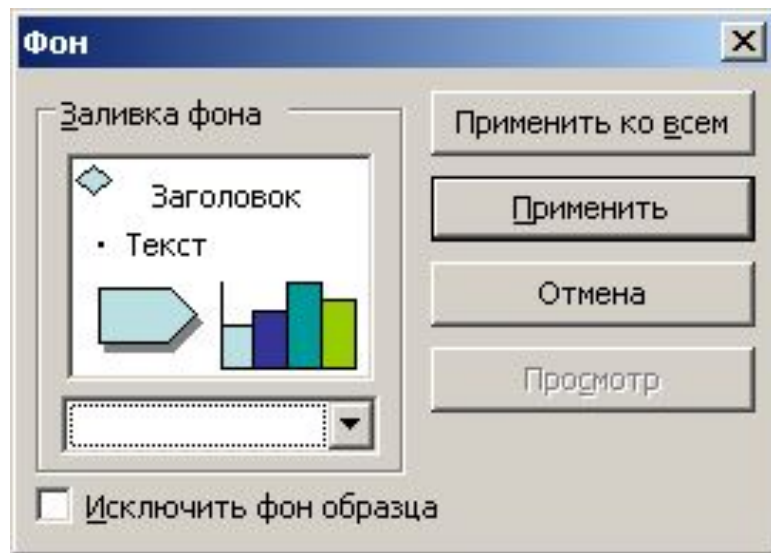 Фон
Заливка фона
Заголовок
· Текст
Применить ко всем
Применить
Отмена
Просмотр
Исключить фон образца